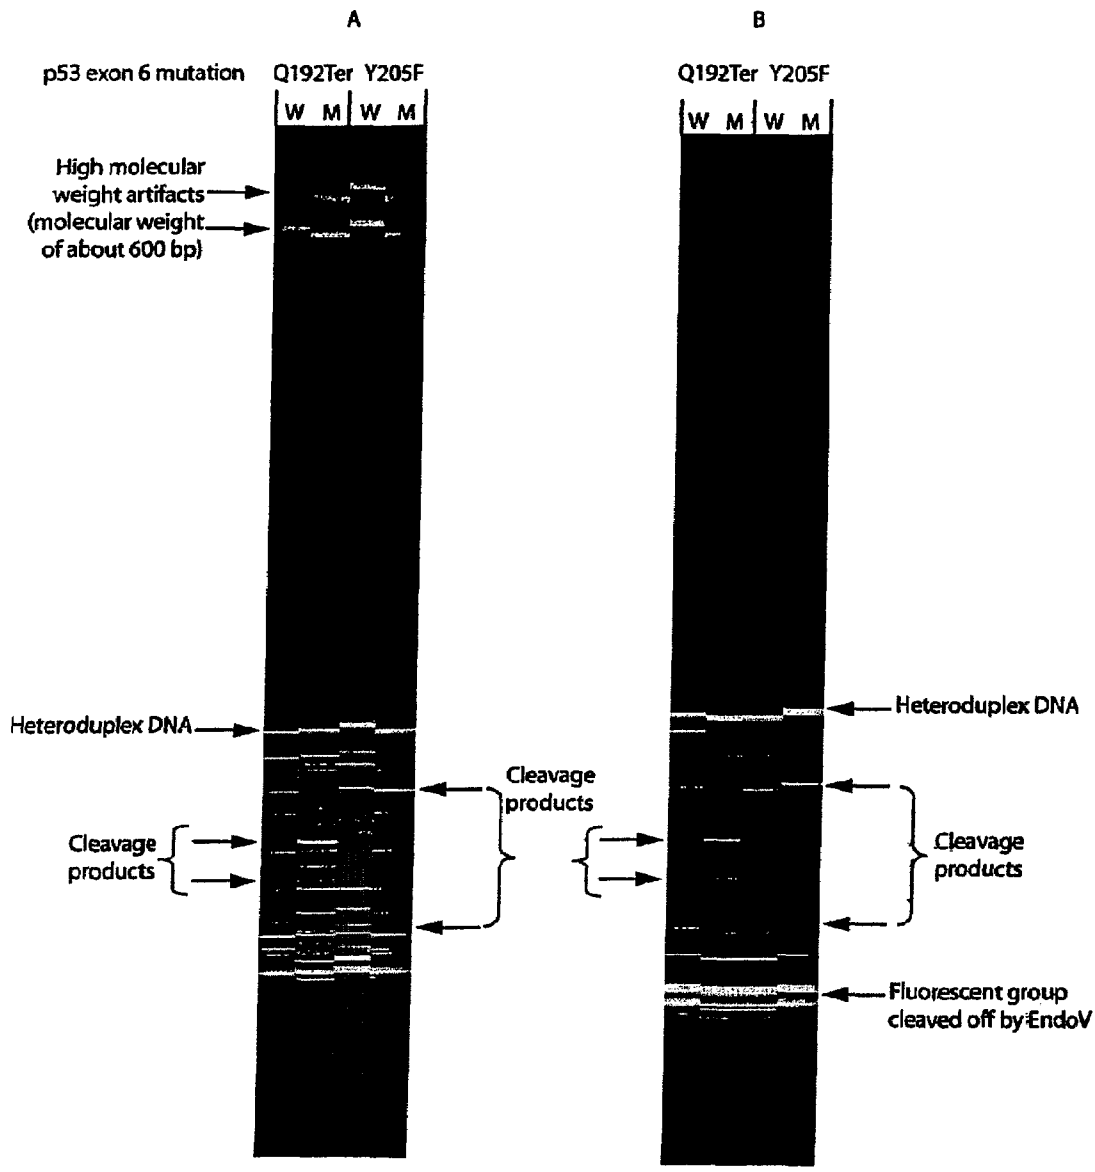 A
B
p53 exon 6 mutation
Q192Ter Y205F
Q192Ter Y205F
W M W M
W M W M
High molecular
weight artifacts
(molecular weight
of about 600 bp)
Heteroduplex DNA
Heteroduplex DNA
Cleavage
products
Cleavage
products
Cleavage
products
Fluorescent group
cleaved off by EndoV